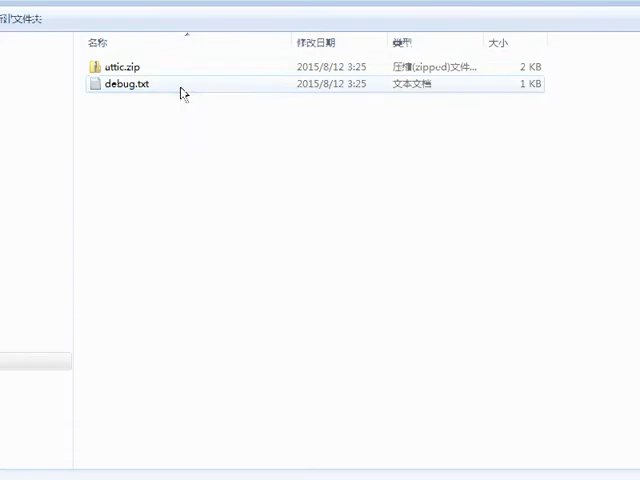 新建文件夹
名称 修改日期 类型 大小
attic.zip 2015/8/12 3:25 压缩(zipped)文件... 2 KB
debug.txt 2015/8/12 3:25 文本文档 1 KB